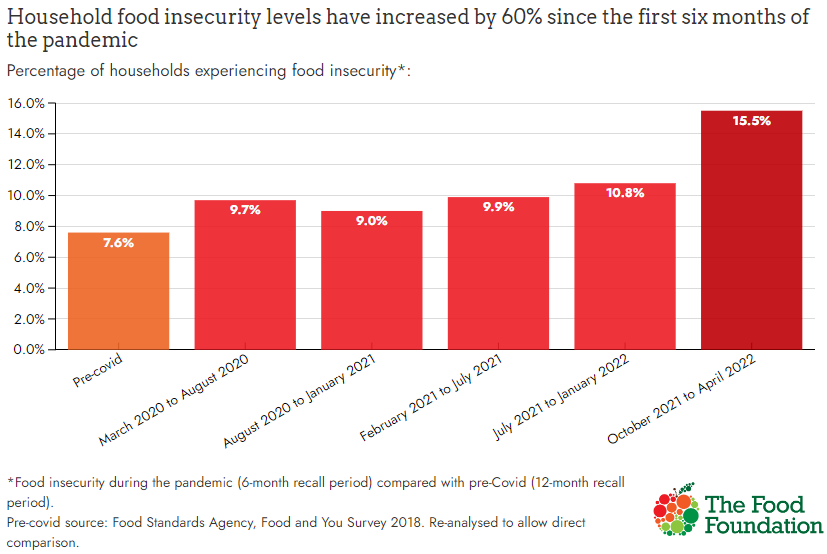 Household food insecurity levels have increased by 60% since the first six months of
the pandemic
Percentage of households experiencing food insecurity*:
16.0%
14.0%
12.0%
10.0%
8.0%
6.0%
4.0%
2.0%
0.0%
7.6%
9.7%
9.0%
9.9%
10.8%
15.5%
Pre-covid
March 2020 to August 2020
August 2020 to January 2021
February 2021 to July 2021
July 2021 to January 2022
October 2021 to April 2022
*Food insecurity during the pandemic (6-month recall period) compared with pre-Covid (12-month recall
period).
Pre-covid source: Food Standards Agency, Food and You Survey 2018. Re-analysed to allow direct
comparison.
The Food
Foundation